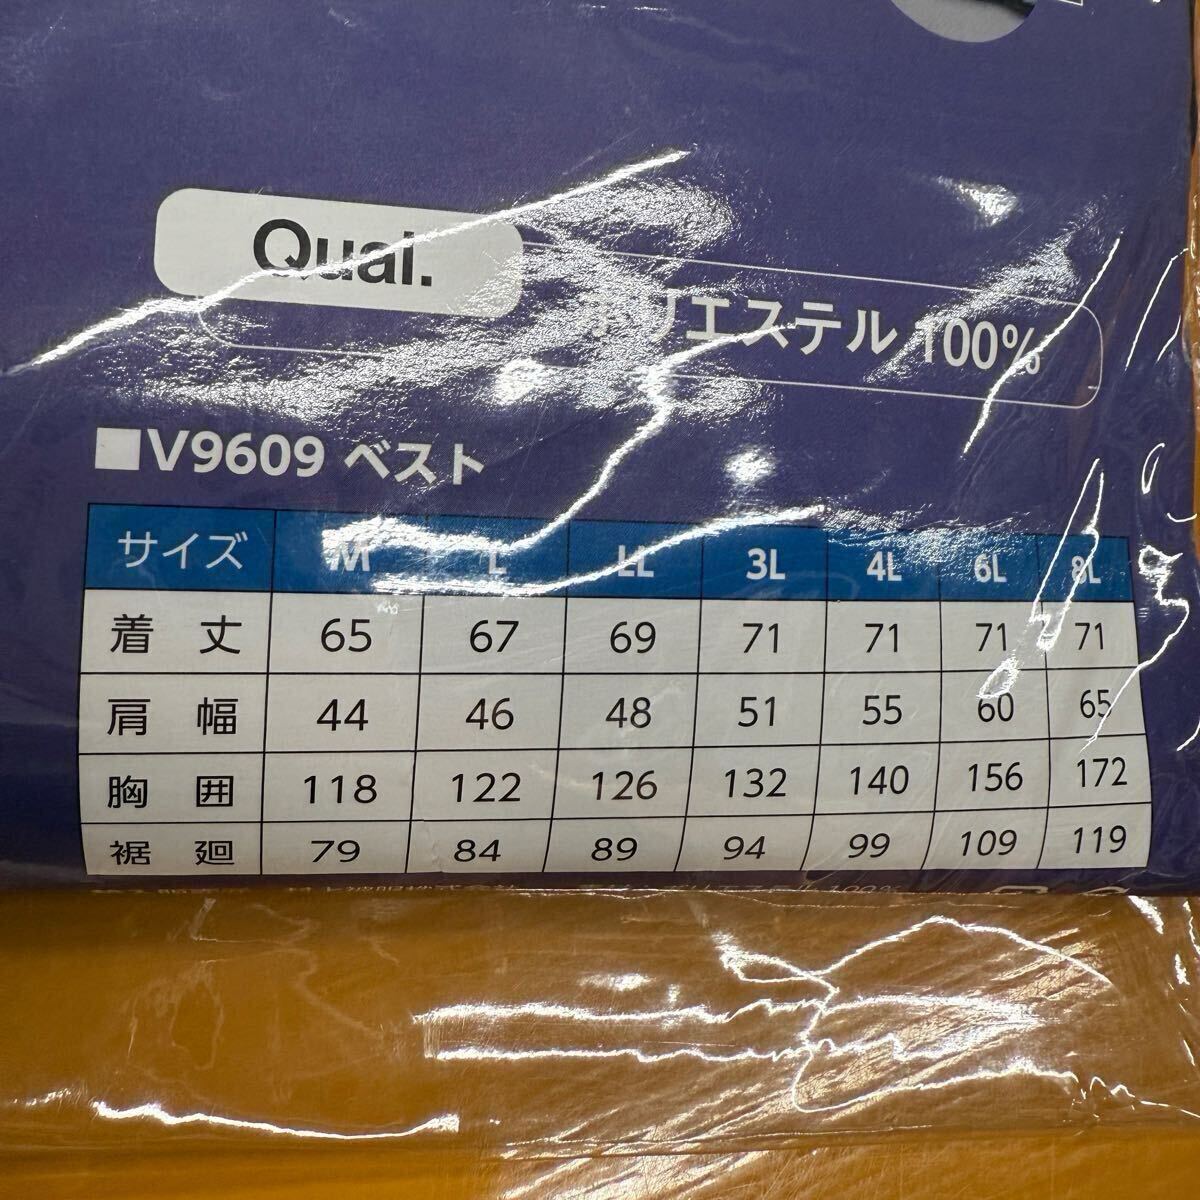 Qual.
ポリエステル 100%
■V9609 ベスト
サイズ M L LL 3L 4L 6L 8L
着丈 65 67 69 71 71 71 71
肩幅 44 46 48 51 55 60 65
胸囲 118 122 126 132 140 156 172
裾廻 79 84 89 94 99 109 119